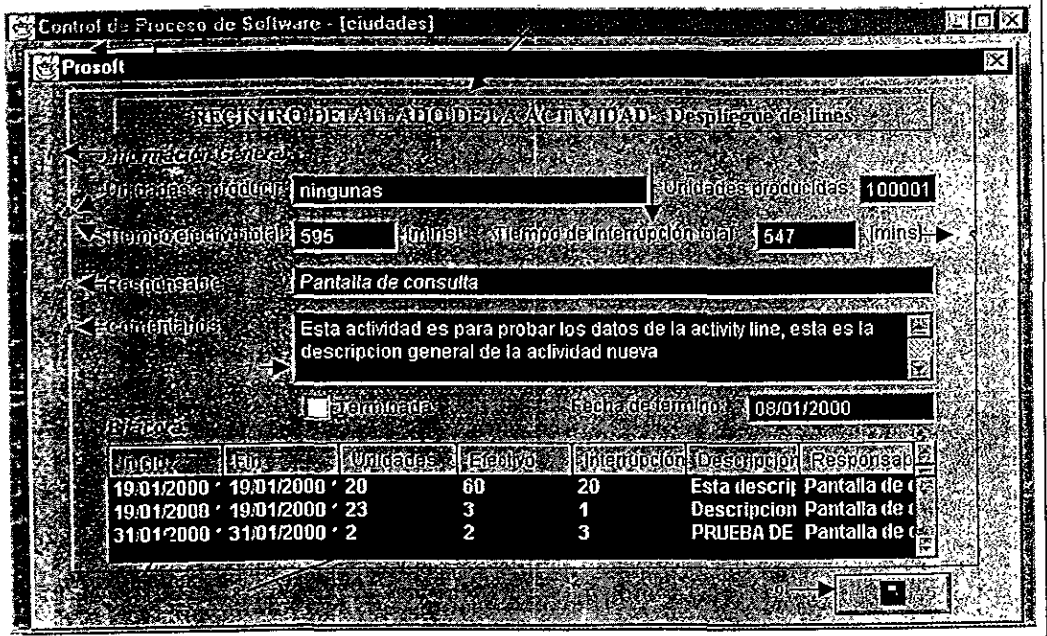 Control de Proceso de Software - [ciudades]
Prosoft
REGISTRO DETALLADO DE LA ACTIVIDAD - Despliegue de lines
Información General
Unidades a producir ningunas Unidades producidas 100001
Tiempo efectivo total 595 (mins) Tiempo de interrupción total 547 (mins)
Responsable Pantalla de consulta
Comentarios Esta actividad es para probar los datos de la activity line, esta es la
descripcion general de la actividad nueva
Terminada Fecha de termino 08/01/2000
Bitácora
Inicio Fin Unidades Efectivo Interrupción Descripción Responsab
19/01/2000 19/01/2000 20 60 20 Esta descrip Pantalla de c
19/01/2000 19/01/2000 23 3 1 Descripcion Pantalla de c
31/01/2000 31/01/2000 2 2 3 PRUEBA DE Pantalla de c